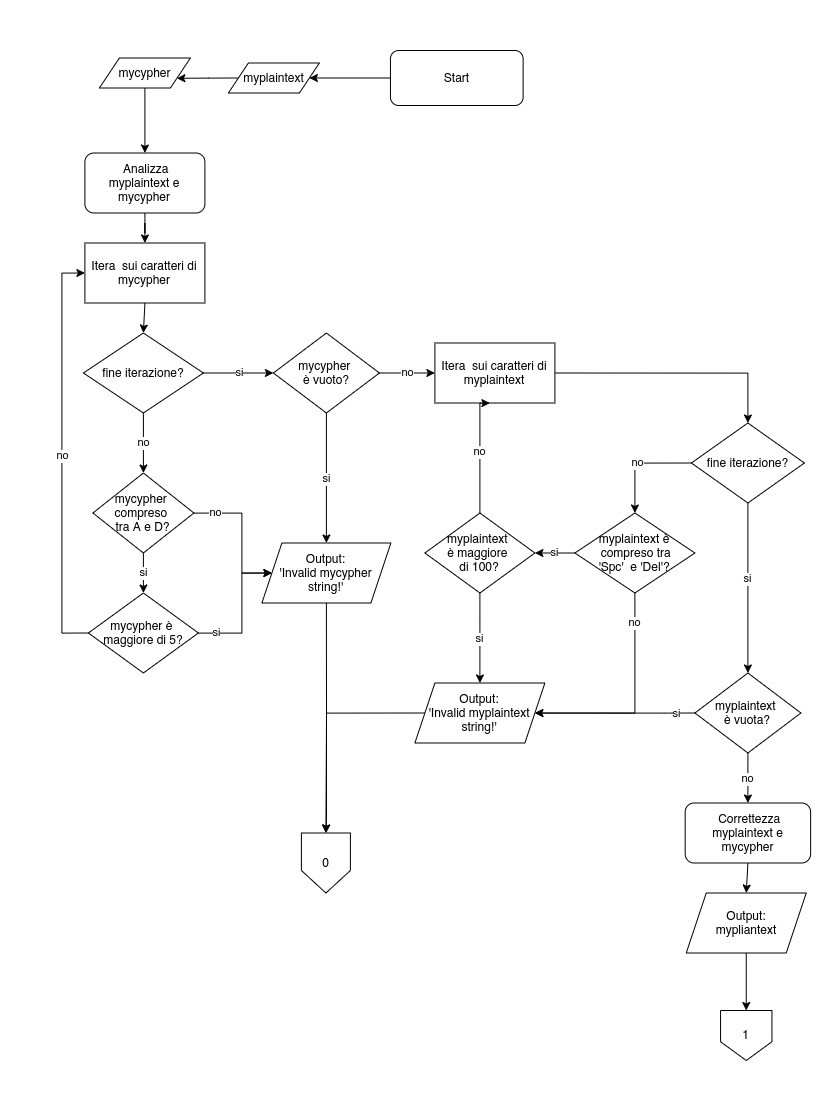 Start
myplaintext
mycypher
Analizza
myplaintext e
mycypher
Itera sui caratteri di
mycypher
fine iterazione?
si
mycypher
è vuoto?
no
Itera sui caratteri di
myplaintext
no
no
si
no
fine iterazione?
no
mycypher
compreso
tra A e D?
no
si
mycypher è
maggiore di 5?
si
Output:
'Invalid mycypher
string!'
myplaintext
è maggiore
di 100?
si
myplaintext è
compreso tra
'Spc' e 'Del'?
si
no
si
Output:
'Invalid myplaintext
string!'
si
myplaintext
è vuota?
no
Correttezza
myplaintext e
mycypher
0
Output:
mypliantext
1